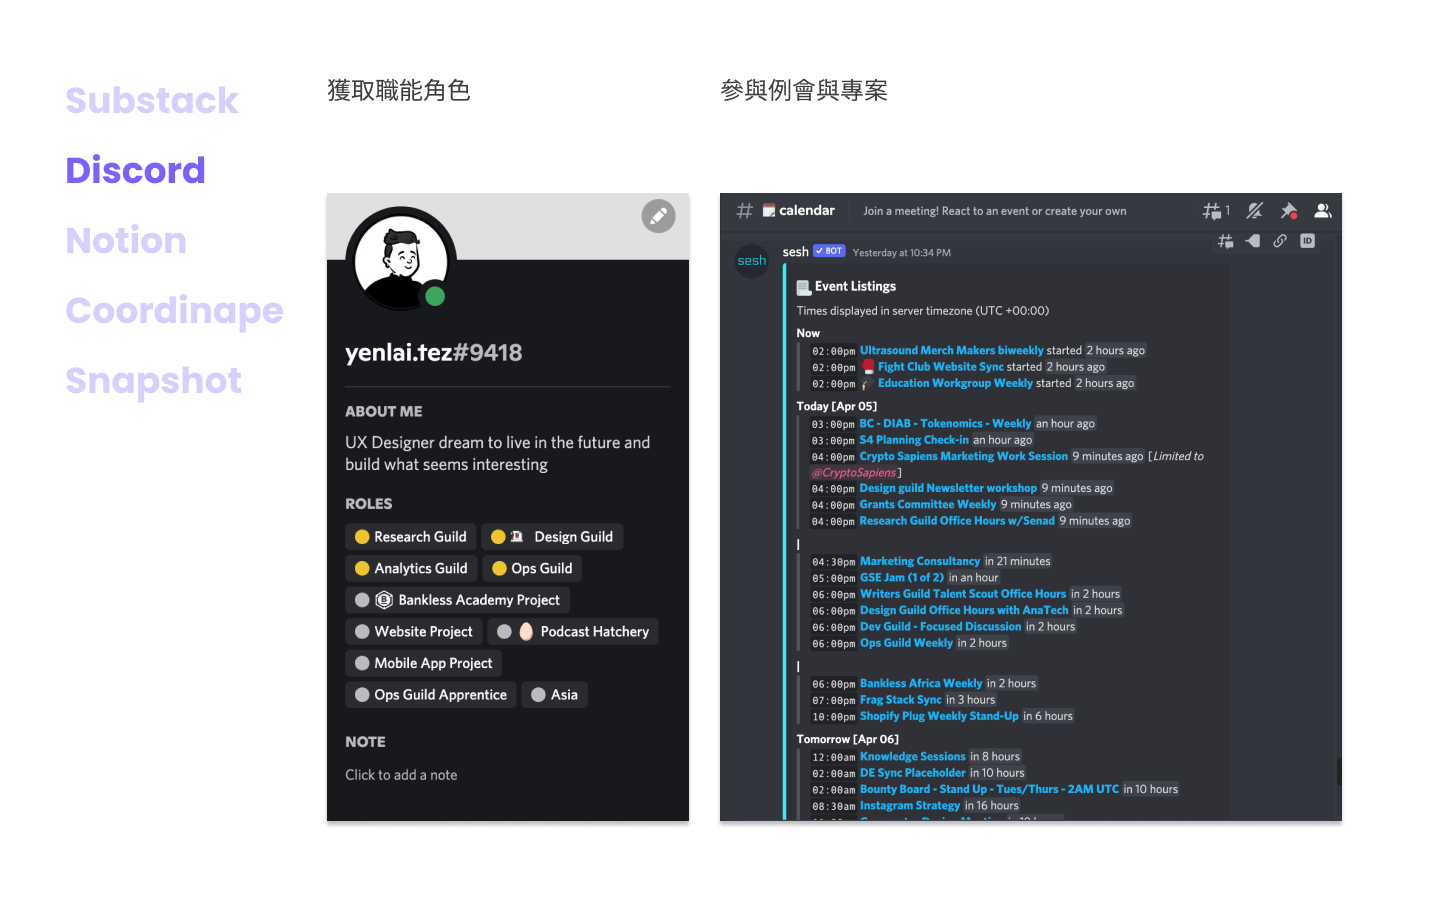 Substack
Discord
Notion
Coordinape
Snapshot
獲取職能角色
yenlai.tez#9418
ABOUT ME
UX Designer dream to live in the future and
build what seems interesting
ROLES
Research Guild Design Guild
Analytics Guild Ops Guild
Bankless Academy Project
Website Project Podcast Hatchery
Mobile App Project
Ops Guild Apprentice Asia
NOTE
Click to add a note
參與例會與專案
# calendar Join a meeting! React to an event or create your own 1
sesh
sesh ✓ BOT Yesterday at 10:34 PM
ID
Event Listings
Times displayed in server timezone (UTC +00:00)
Now
02:00pm Ultrasound Merch Makers biweekly started 2 hours ago
02:00pm Fight Club Website Sync started 2 hours ago
02:00pm Education Workgroup Weekly started 2 hours ago
Today [Apr 05]
03:00pm BC - DIAB - Tokenomics - Weekly an hour ago
03:00pm S4 Planning Check-in an hour ago
04:00pm Crypto Sapiens Marketing Work Session 9 minutes ago [Limited to
@CryptoSapiens]
04:00pm Design guild Newsletter workshop 9 minutes ago
04:00pm Grants Committee Weekly 9 minutes ago
04:00pm Research Guild Office Hours w/Senad 9 minutes ago
|
04:30pm Marketing Consultancy in 21 minutes
05:00pm GSE Jam (1 of 2) in an hour
06:00pm Writers Guild Talent Scout Office Hours in 2 hours
06:00pm Design Guild Office Hours with AnaTech in 2 hours
06:00pm Dev Guild - Focused Discussion in 2 hours
06:00pm Ops Guild Weekly in 2 hours
|
06:00pm Bankless Africa Weekly in 2 hours
07:00pm Frag Stack Sync in 3 hours
10:00pm Shopify Plug Weekly Stand-Up in 6 hours
Tomorrow [Apr 06]
12:00am Knowledge Sessions in 8 hours
02:00am DE Sync Placeholder in 10 hours
02:00am Bounty Board - Stand Up - Tues/Thurs - 2AM UTC in 10 hours
08:30am Instagram Strategy in 16 hours